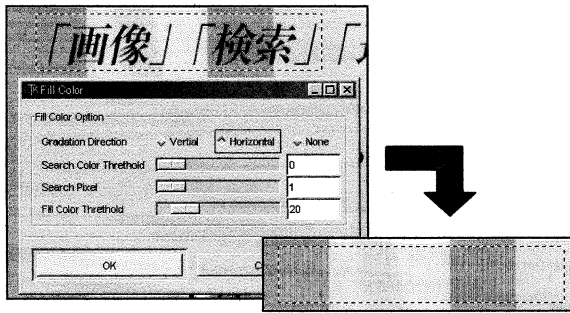 「画像」「検索」「
Fill Color
Fill Color Option
Gradation Direction Vertial Horizontal None
Search Color Threthold 0
Search Pixel 1
Fill Color Threthold 20
OK C